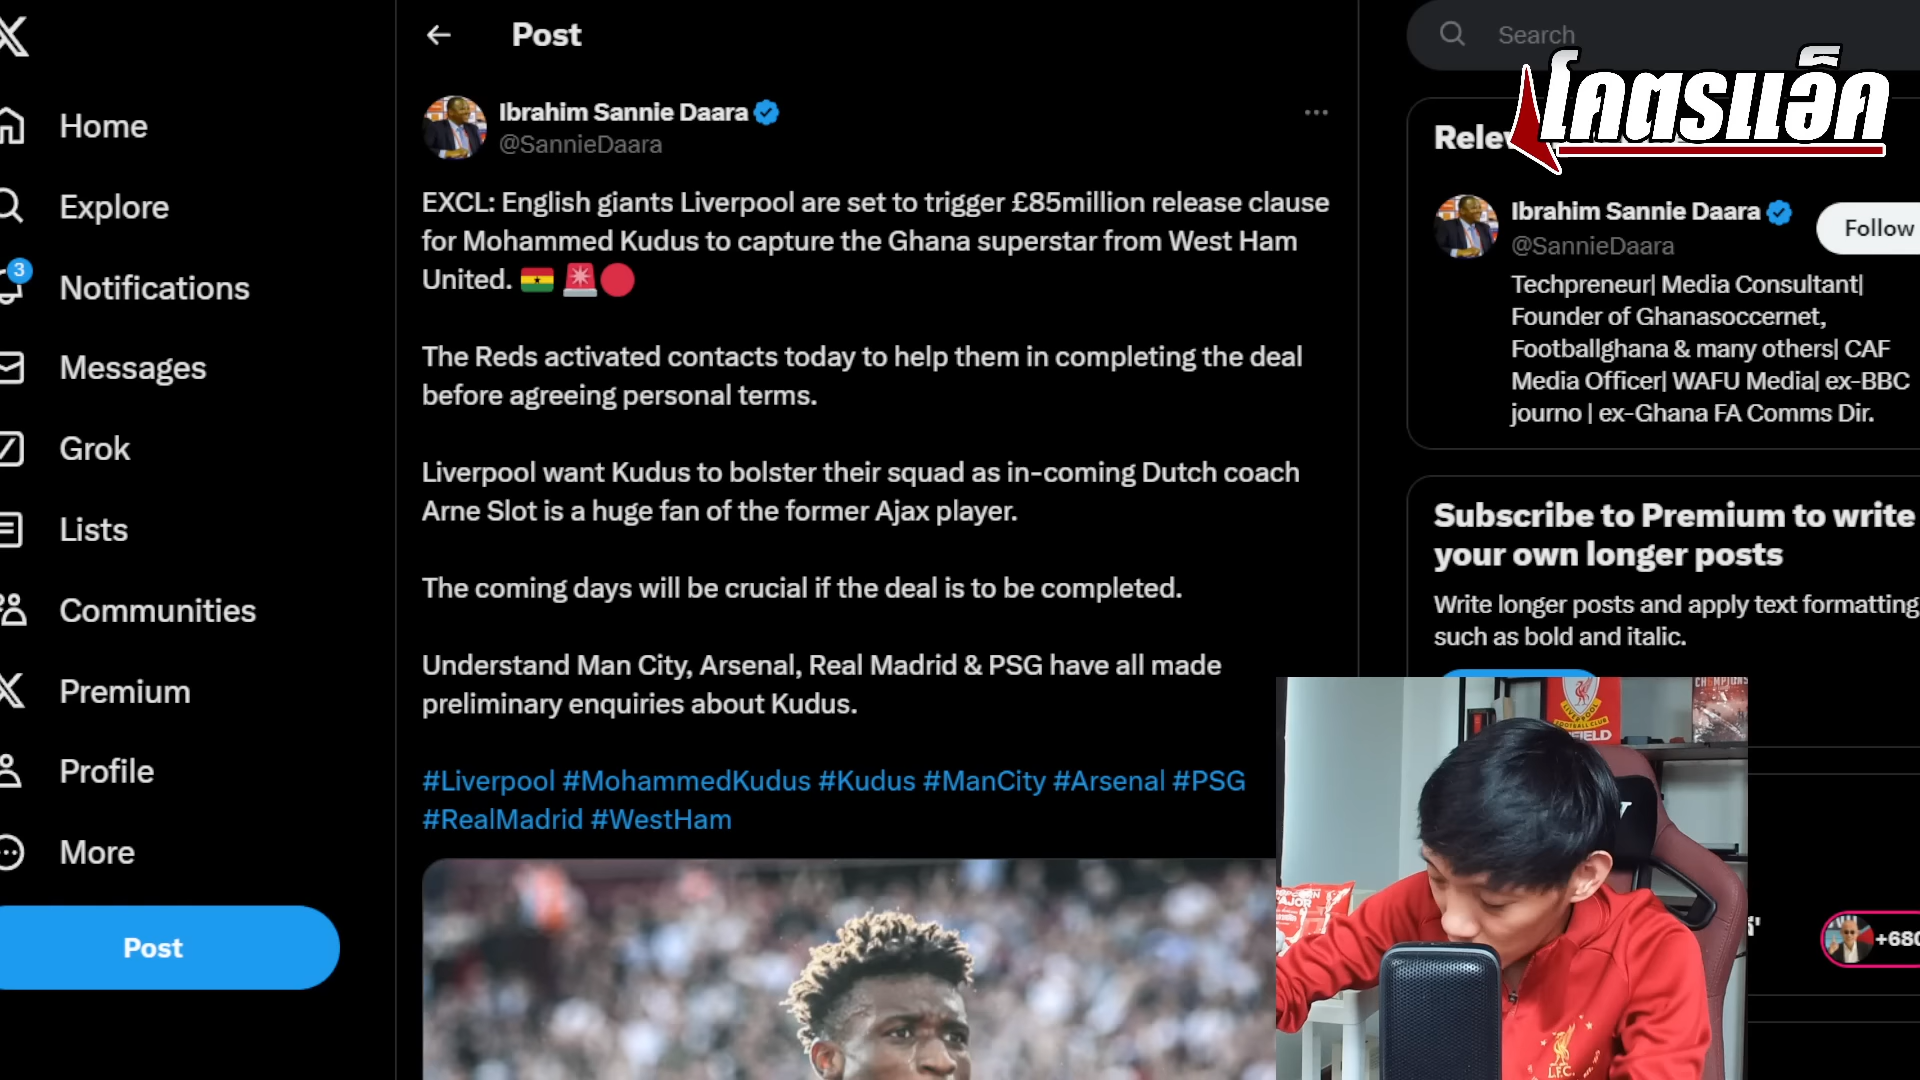 Home
Explore
3
Notifications
Messages
Grok
Lists
Communities
Premium
Profile
More
Post
Post
Ibrahim Sannie Daara
@SannieDaara
EXCL: English giants Liverpool are set to trigger £85million release clause
for Mohammed Kudus to capture the Ghana superstar from West Ham
United. 🇬🇭 🚨🔴
The Reds activated contacts today to help them in completing the deal
before agreeing personal terms.
Liverpool want Kudus to bolster their squad as in-coming Dutch coach
Arne Slot is a huge fan of the former Ajax player.
The coming days will be crucial if the deal is to be completed.
Understand Man City, Arsenal, Real Madrid & PSG have all made
preliminary enquiries about Kudus.
#Liverpool #MohammedKudus #Kudus #ManCity #Arsenal #PSG
#RealMadrid #WestHam
Search
โคตรแอ็ค
Ibrahim Sannie Daara
@SannieDaara
Follow
Techpreneur| Media Consultant|
Founder of Ghanasoccernet,
Footballghana & many others| CAF
Media Officer| WAFU Media| ex-BBC
journo | ex-Ghana FA Comms Dir.
Subscribe to Premium to write
your own longer posts
Write longer posts and apply text formatting
such as bold and italic.
CHAMPIONS
LIVERPOOL
FOOTBALL CLUB
L.F.C.